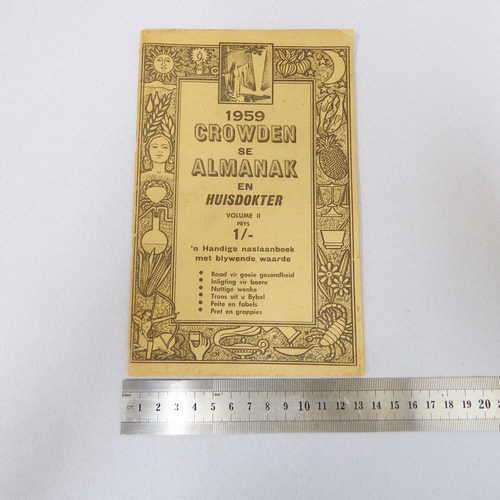 1959
CROWDEN
SE
ALMANAK
EN
HUISDOKTER
VOLUME II
PRYS
1/-
'n Handige naslaanboek
met blywende waarde
Raad vir goeie gesondheid
Inligting vir boere
Nuttige wenke
Troos uit u Bybel
Feite en fabels
Pret en grappies
1 2 3 4 5 6 7 8 9 10 11 12 13 14 15 16 17 18 19 20